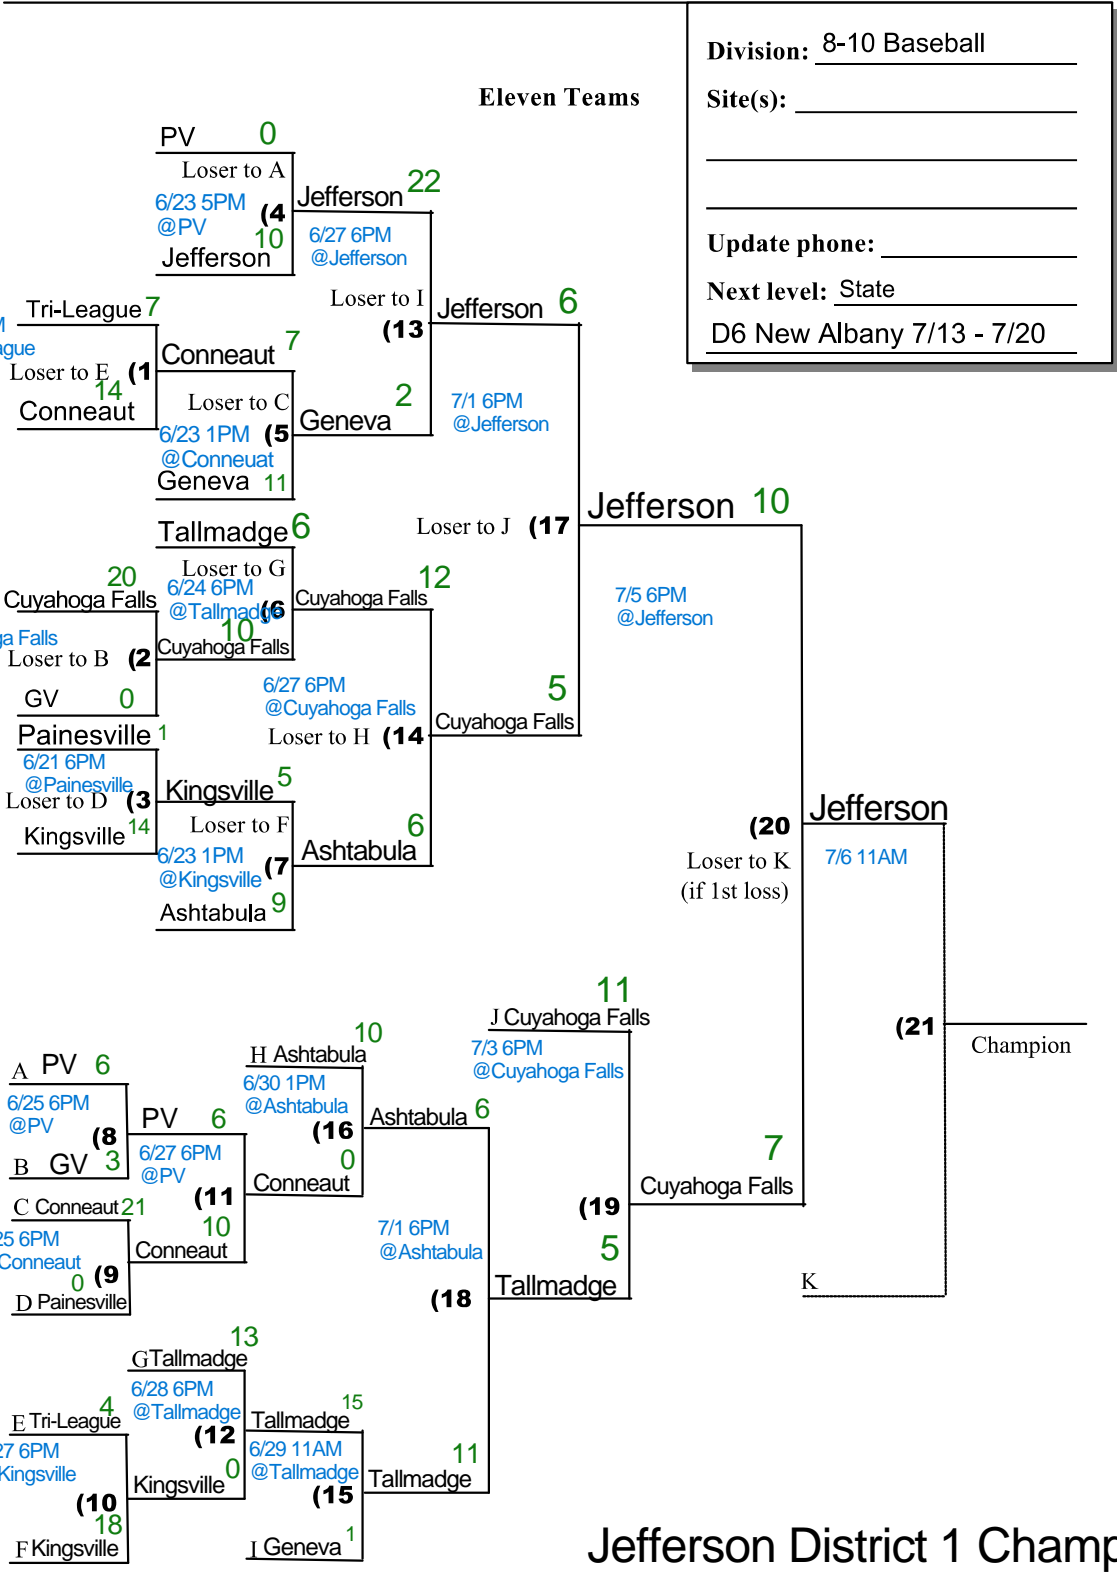 Division: 8-10 Baseball
Eleven Teams
Site(s):
Update phone:
Next level: State
D6 New Albany 7/13 - 7/20
PV 0
Loser to A
6/23 5PM
@PV
(4
10
Jefferson
Jefferson 22
6/27 6PM
@Jefferson
Loser to I
(13
Tri-League 7
Loser to E (1
14
Conneaut
Conneaut 7
Loser to C
6/23 1PM (5
@Conneuat
Geneva 11
Geneva 2
Jefferson 6
7/1 6PM
@Jefferson
Loser to J (17
Tallmadge 6
Loser to G
6/24 6PM
@Tallmadge (6
10
Cuyahoga Falls
20
Cuyahoga Falls
Falls
Loser to B (2
GV 0
Cuyahoga Falls 12
6/27 6PM
@Cuyahoga Falls
Loser to H (14
Painesville 1
6/21 6PM
@Painesville
Loser to D (3
Kingsville 14
Kingsville 5
Loser to F
6/23 1PM
@Kingsville (7
Ashtabula 9
Ashtabula 6
Cuyahoga Falls 5
Jefferson 10
7/5 6PM
@Jefferson
(20
Loser to K
(if 1st loss)
Jefferson
7/6 11AM
(21
Champion
K
A PV 6
6/25 6PM
@PV
(8
B GV 3
PV 6
6/27 6PM
@PV
(11
10
Conneaut
C Conneaut 21
6PM
Conneaut
0 (9
D Painesville
H Ashtabula 10
6/30 1PM
@Ashtabula
(16
0
Conneaut
Ashtabula 6
7/1 6PM
@Ashtabula
(18
J Cuyahoga Falls 11
7/3 6PM
@Cuyahoga Falls
(19
5
Tallmadge
Cuyahoga Falls 7
G Tallmadge 13
6/28 6PM
@Tallmadge
(12
Kingsville 0
E Tri-League 4
6PM
Kingsville
(10
18
F Kingsville
Tallmadge 15
6/29 11AM
@Tallmadge
(15
I Geneva 1
Tallmadge 11
Jefferson District 1 Champ